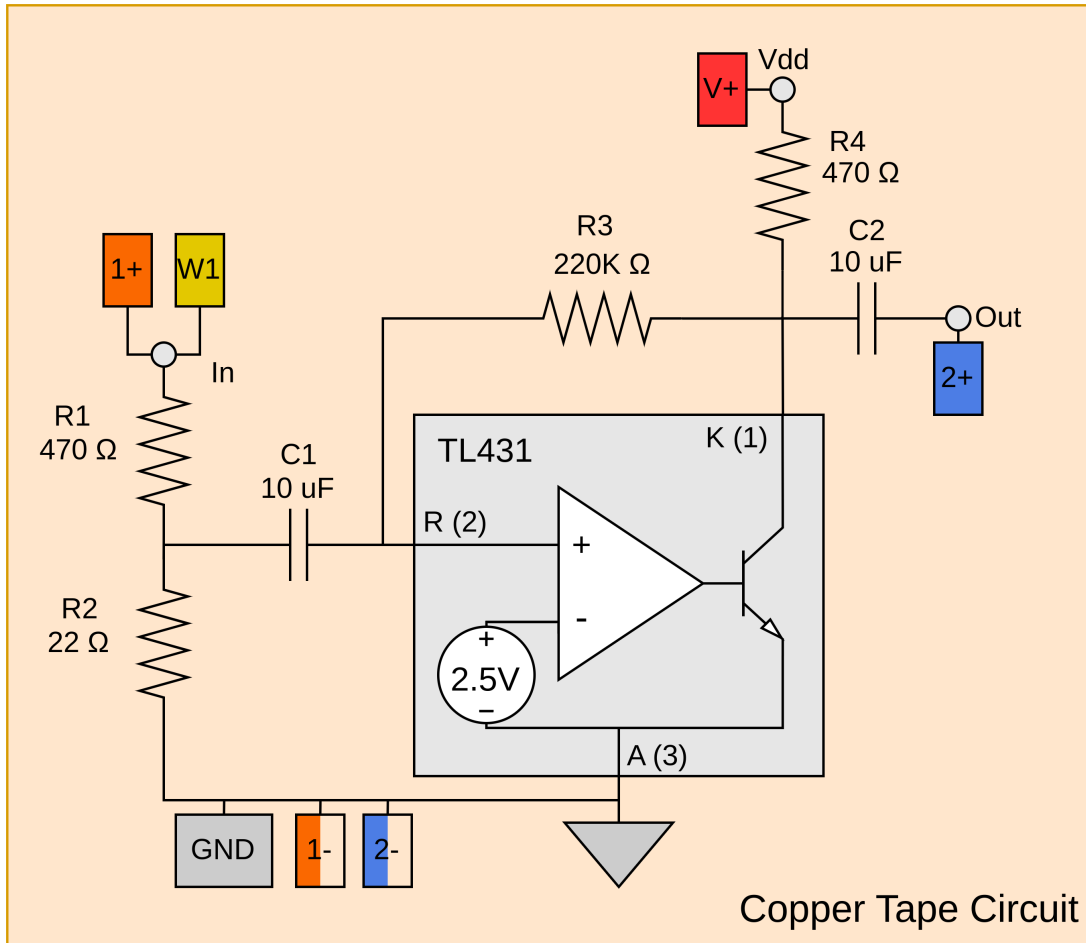 Vdd
V+
R4
470 Ω
R3
220K Ω
C2
10 uF
1+
W1
Out
In
2+
R1
470 Ω
C1
10 uF
TL431
K (1)
R (2)
+
-
+
2.5V
–
R2
22 Ω
A (3)
GND
1-
2-
Copper Tape Circuit